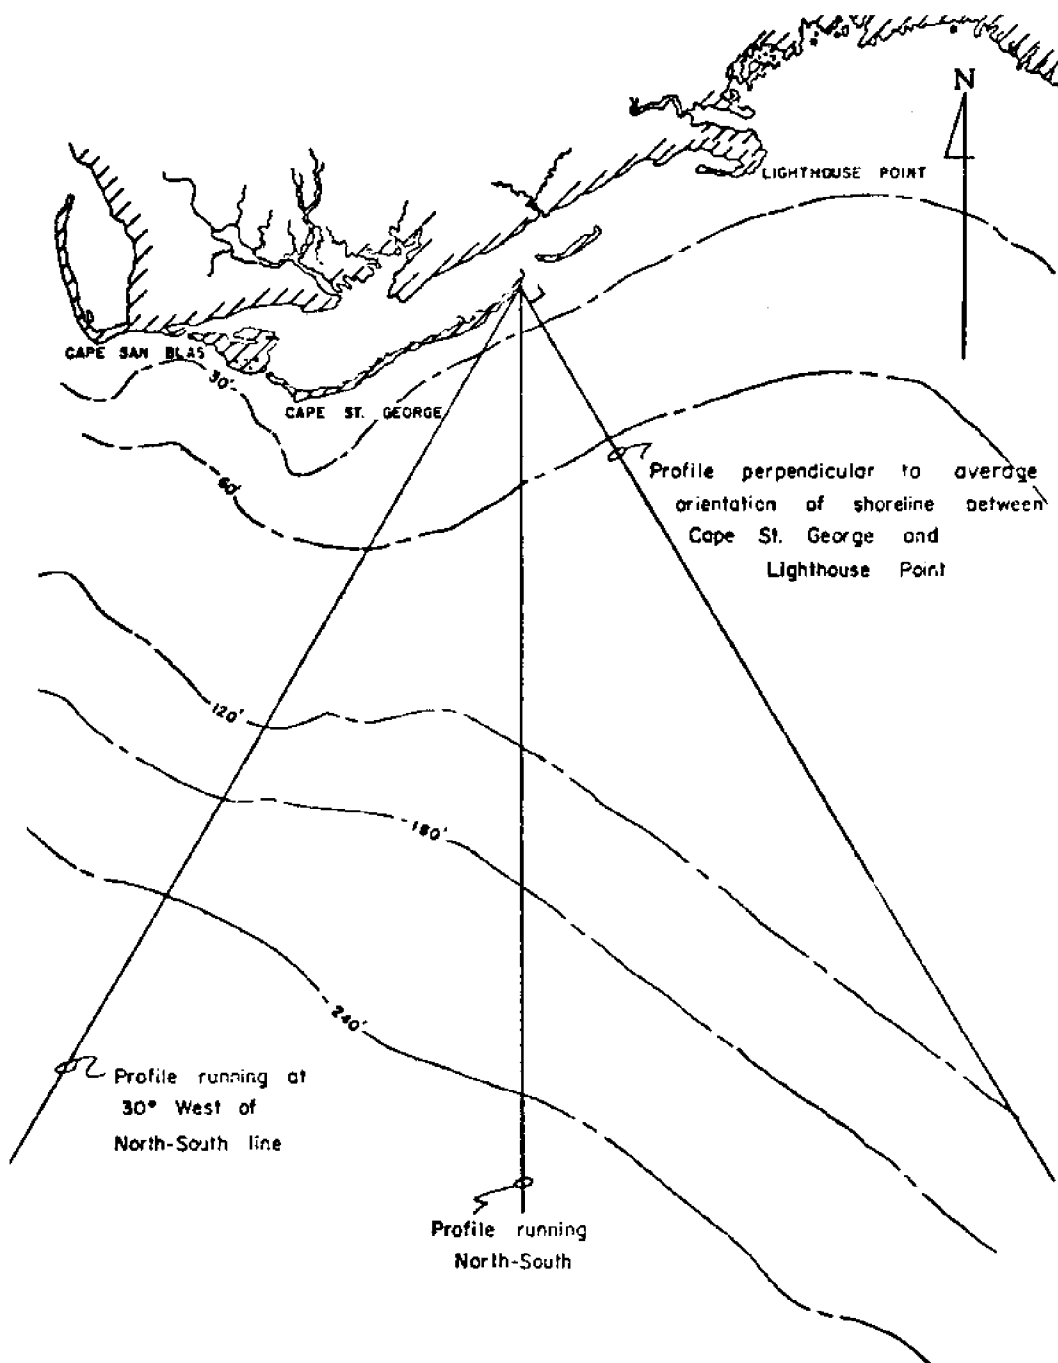 N
LIGHTHOUSE POINT
CAPE SAN BLAS
30'
CAPE ST. GEORGE
60'
Profile perpendicular to average
orientation of shoreline between
Cape St. George and
Lighthouse Point
120'
180'
240'
Profile running at
30° West of
North-South line
Profile running
North-South